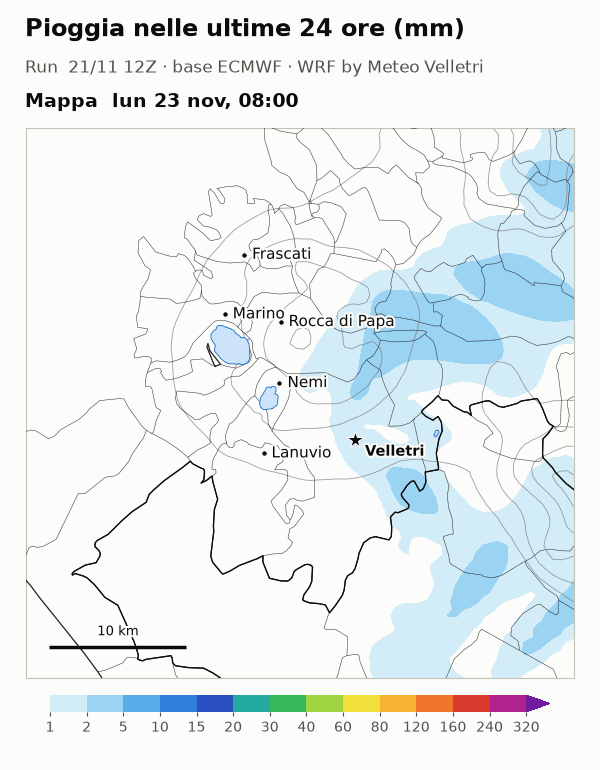 Pioggia nelle ultime 24 ore (mm)
Run  21/11 12Z · base ECMWF · WRF by Meteo Velletri
Mappa  lun 23 nov, 08:00
Frascati
Marino
Rocca di Papa
Nemi
Velletri
Lanuvio
10 km
1 2 5 10 15 20 30 40 60 80 120 160 240 320